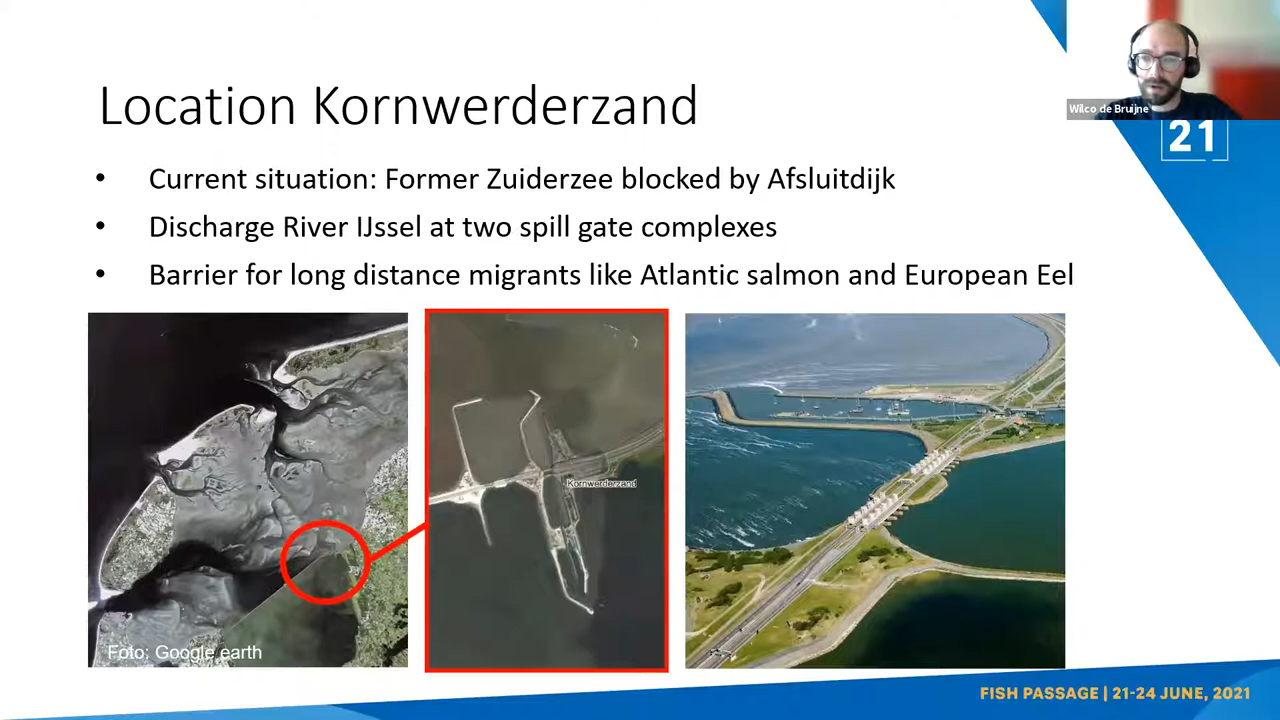 Location Kornwerderzand
Wilco de Bruijne
21
• Current situation: Former Zuiderzee blocked by Afsluitdijk
• Discharge River IJssel at two spill gate complexes
• Barrier for long distance migrants like Atlantic salmon and European Eel
Kornwerderzand
Foto; Google earth
FISH PASSAGE | 21-24 JUNE, 2021